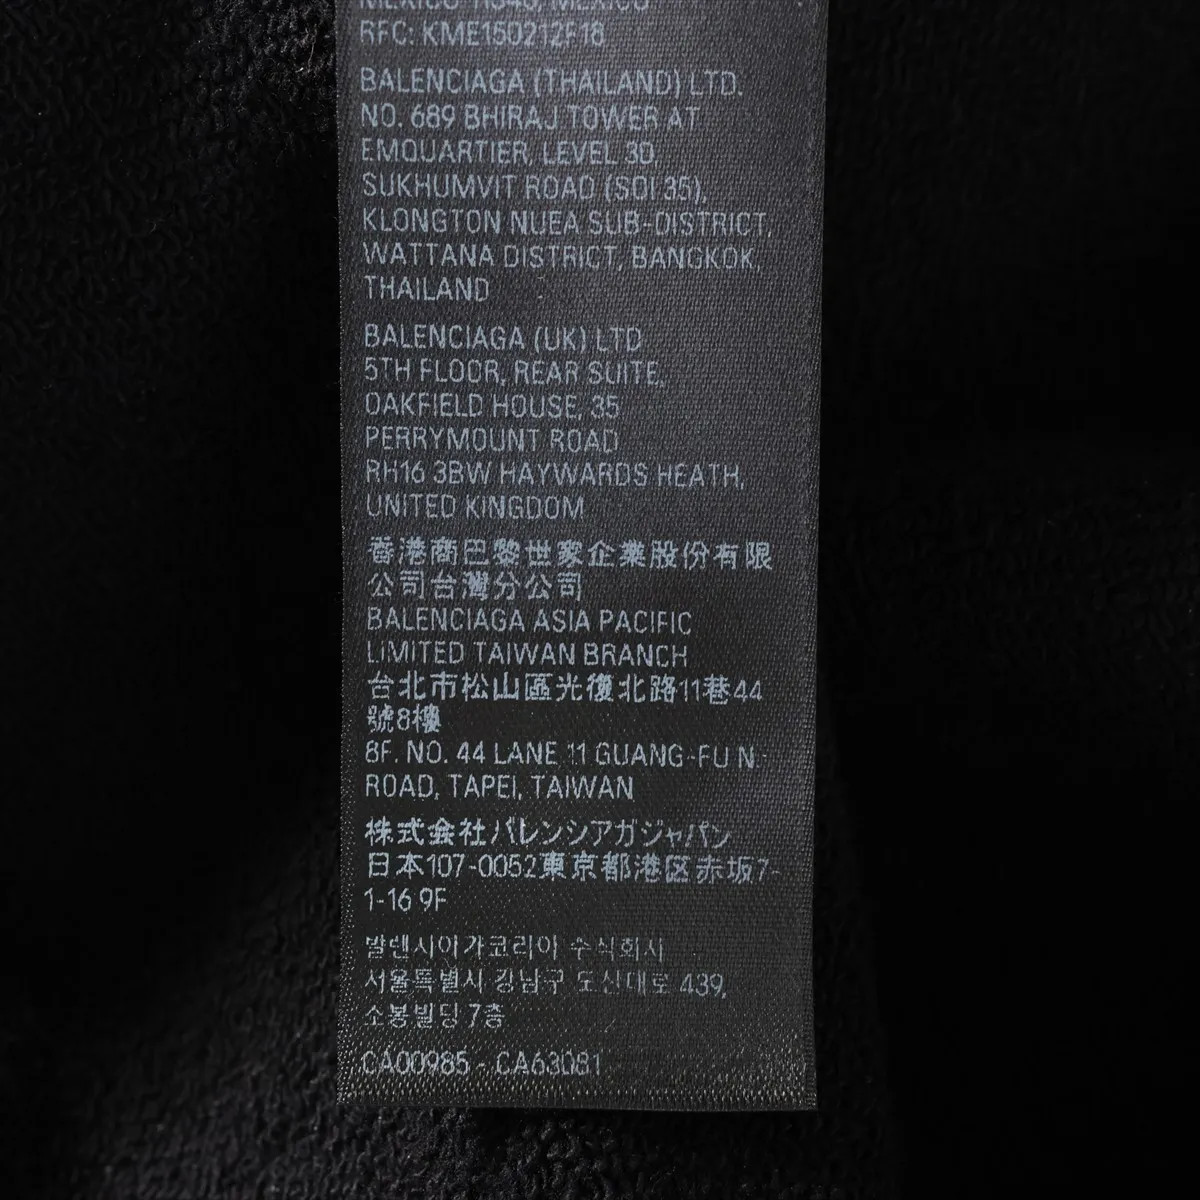 MEXICO 11540, MEXICO
RFC: KME150212F18
BALENCIAGA (THAILAND) LTD.
NO. 689 BHIRAJ TOWER AT
EMQUARTIER, LEVEL 30,
SUKHUMVIT ROAD (SOI 35),
KLONGTON NUEA SUB-DISTRICT,
WATTANA DISTRICT, BANGKOK,
THAILAND
BALENCIAGA (UK) LTD
5TH FLOOR, REAR SUITE,
OAKFIELD HOUSE, 35
PERRYMOUNT ROAD
RH16 3BW HAYWARDS HEATH,
UNITED KINGDOM
香港商巴黎世家企業股份有限
公司台灣分公司
BALENCIAGA ASIA PACIFIC
LIMITED TAIWAN BRANCH
台北市松山區光復北路11巷44
號8樓
8F. NO. 44 LANE 11 GUANG-FU N.
ROAD, TAPEI, TAIWAN
株式会社バレンシアガジャパン
日本107-0052東京都港区赤坂7-
1-16 9F
발렌시아가코리아 주식회사
서울특별시 강남구 도산대로 439,
소봉빌딩 7층
CA00985 - CA63081